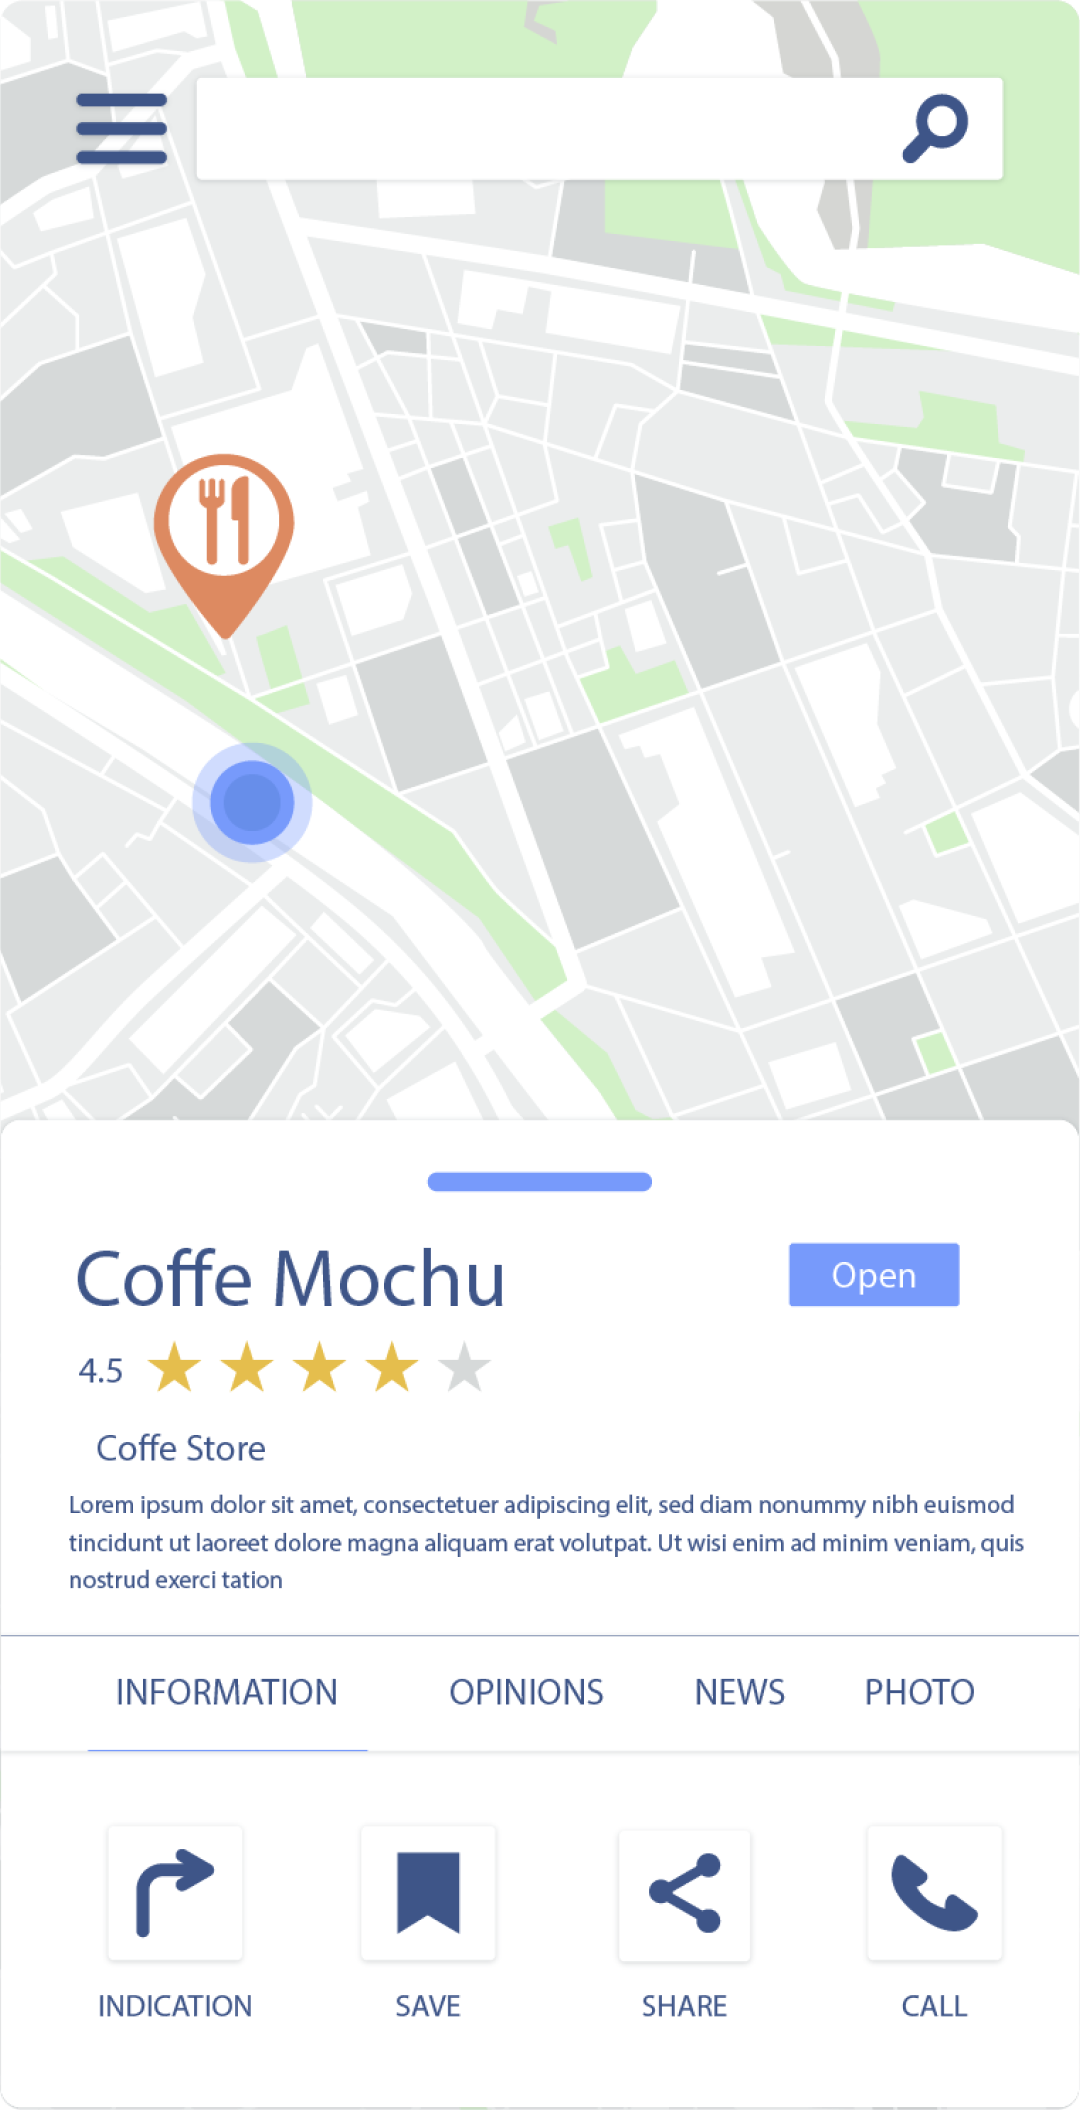 Coffe Mochu
Open
4.5
Coffe Store
Lorem ipsum dolor sit amet, consectetuer adipiscing elit, sed diam nonummy nibh euismod
tincidunt ut laoreet dolore magna aliquam erat volutpat. Ut wisi enim ad minim veniam, quis
nostrud exerci tation
INFORMATION OPINIONS NEWS PHOTO
INDICATION SAVE SHARE CALL